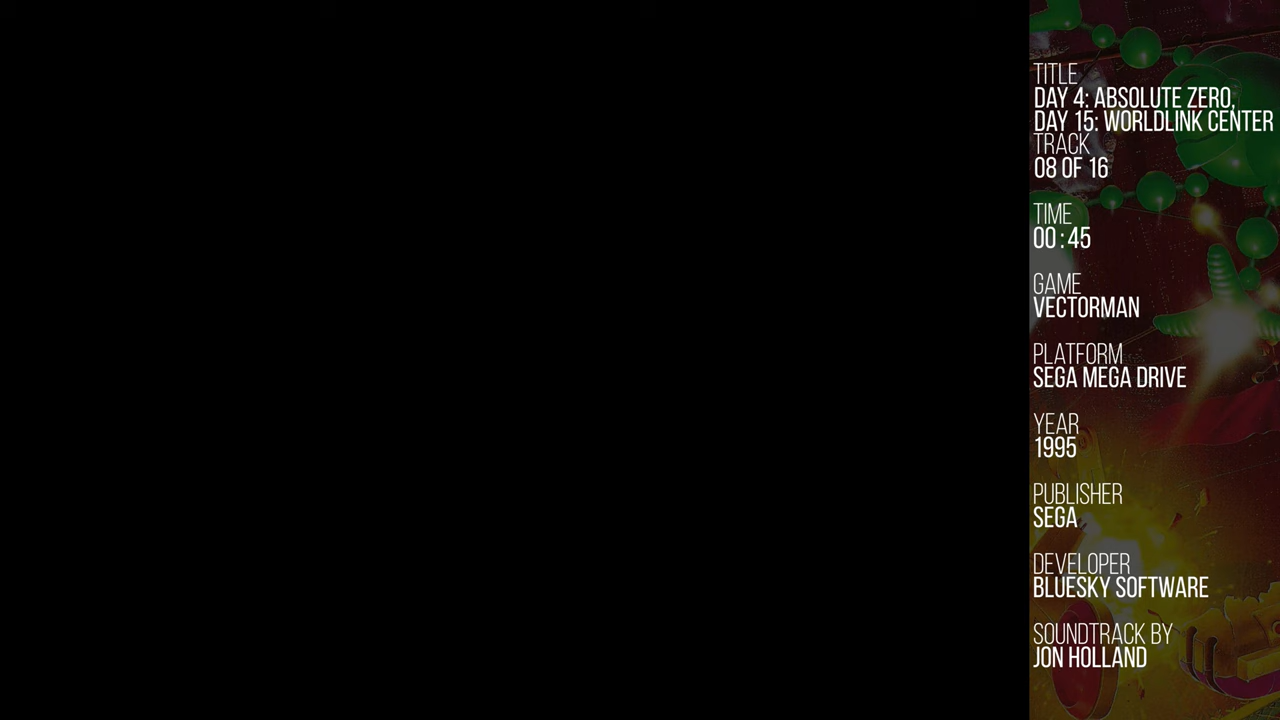 TITLE
DAY 4: ABSOLUTE ZERO,
DAY 15: WORLDLINK CENTER
TRACK
08 OF 16
TIME
00:45
GAME
VECTORMAN
PLATFORM
SEGA MEGA DRIVE
YEAR
1995
PUBLISHER
SEGA
DEVELOPER
BLUESKY SOFTWARE
SOUNDTRACK BY
JON HOLLAND